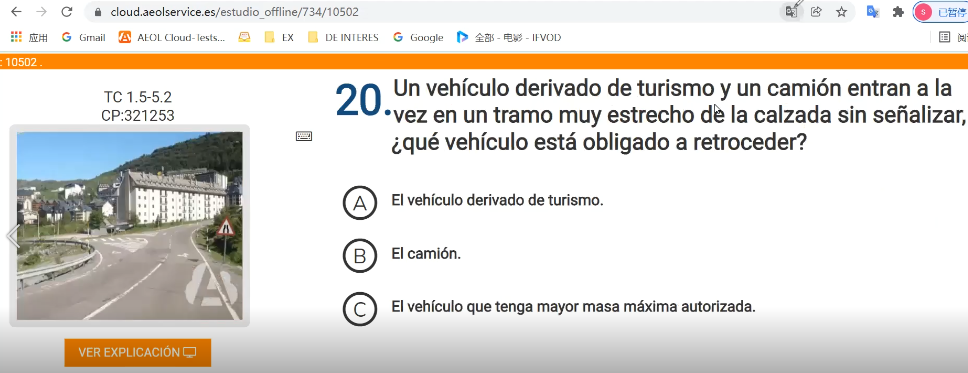 cloud.aeolservice.es/estudio_offline/734/10502
S 已暂停
应用 Gmail AEOL Cloud- Tests... EX DE INTERES Google 全部 - 电影 - IFVOD
: 10502 .
TC 1.5-5.2
CP:321253
20. Un vehículo derivado de turismo y un camión entran a la
vez en un tramo muy estrecho de la calzada sin señalizar,
¿qué vehículo está obligado a retroceder?
A El vehículo derivado de turismo.
B El camión.
C El vehículo que tenga mayor masa máxima autorizada.
VER EXPLICACIÓN